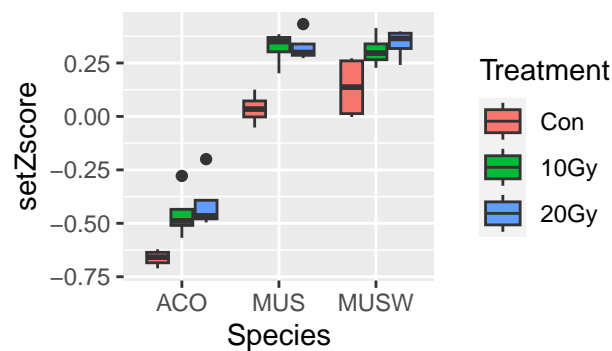 setZscore
0.25
0.00
−0.25
−0.50
−0.75
ACO MUS MUSW
Species
Treatment
Con
10Gy
20Gy